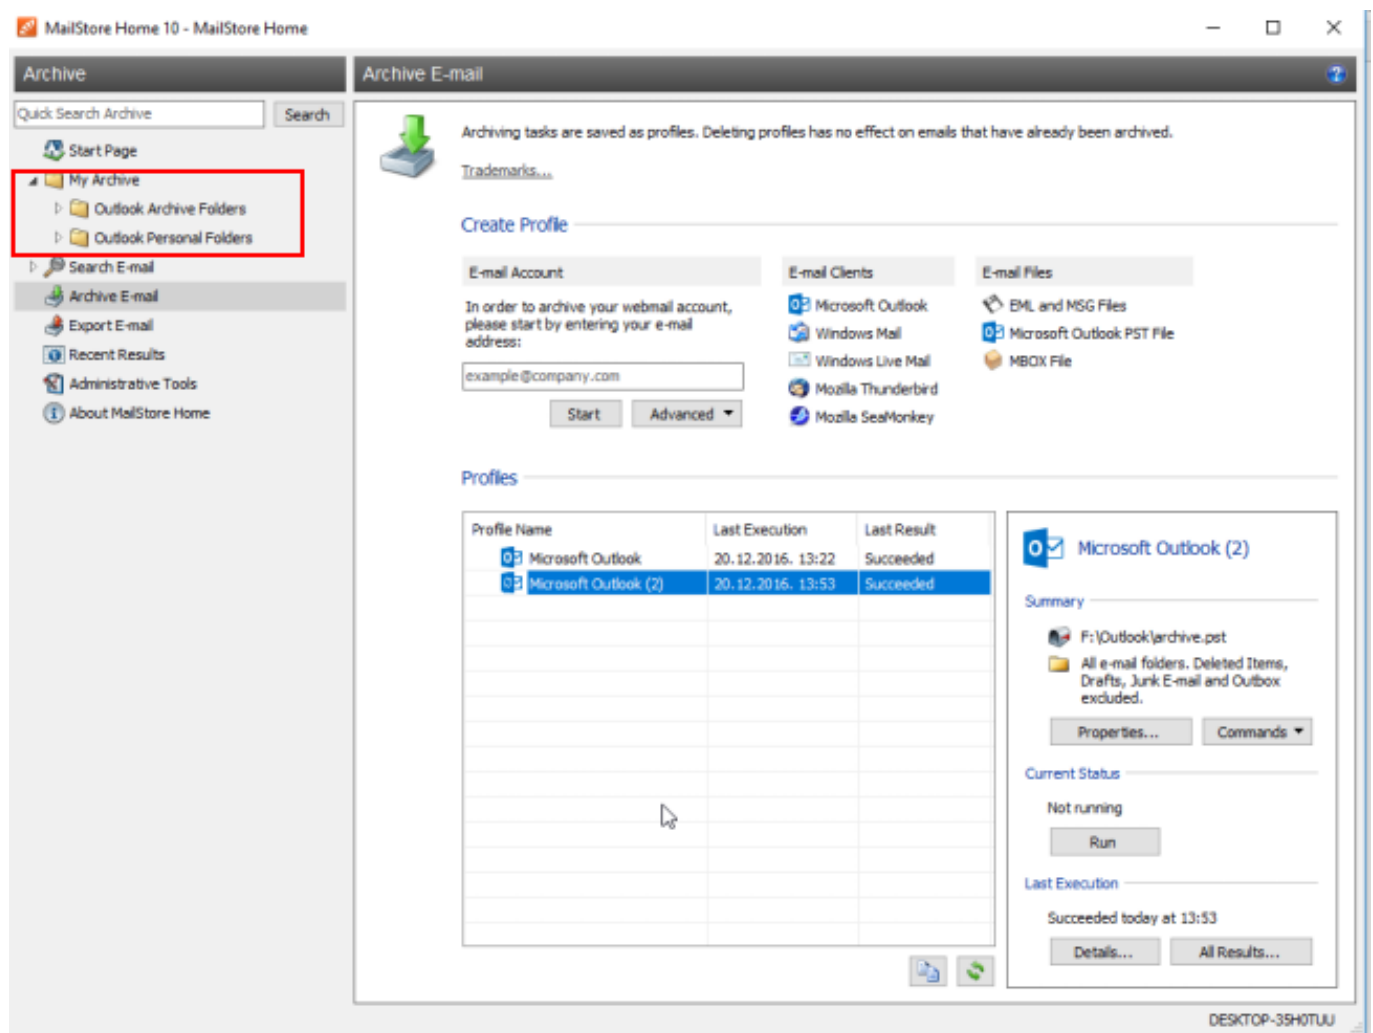 MailStore Home 10 - MailStore Home
Archive
Archive E-mail
Quick Search Archive
Search
Start Page
My Archive
Outlook Archive Folders
Outlook Personal Folders
Search E-mail
Archive E-mail
Export E-mail
Recent Results
Administrative Tools
About MailStore Home
Archiving tasks are saved as profiles. Deleting profiles has no effect on emails that have already been archived.
Trademarks...
Create Profile
E-mail Account
In order to archive your webmail account,
please start by entering your e-mail
address:
example@company.com
Start
Advanced
E-mail Clients
Microsoft Outlook
Windows Mail
Windows Live Mail
Mozilla Thunderbird
Mozilla SeaMonkey
E-mail Files
EML and MSG Files
Microsoft Outlook PST File
MBOX File
Profiles
Profile Name Last Execution Last Result
Microsoft Outlook 20.12.2016. 13:22 Succeeded
Microsoft Outlook (2) 20.12.2016. 13:53 Succeeded
Microsoft Outlook (2)
Summary
F:\Outlook\archive.pst
All e-mail folders. Deleted Items,
Drafts, Junk E-mail and Outbox
excluded.
Properties...
Commands
Current Status
Not running
Run
Last Execution
Succeeded today at 13:53
Details...
All Results...
DESKTOP-35H0TUU